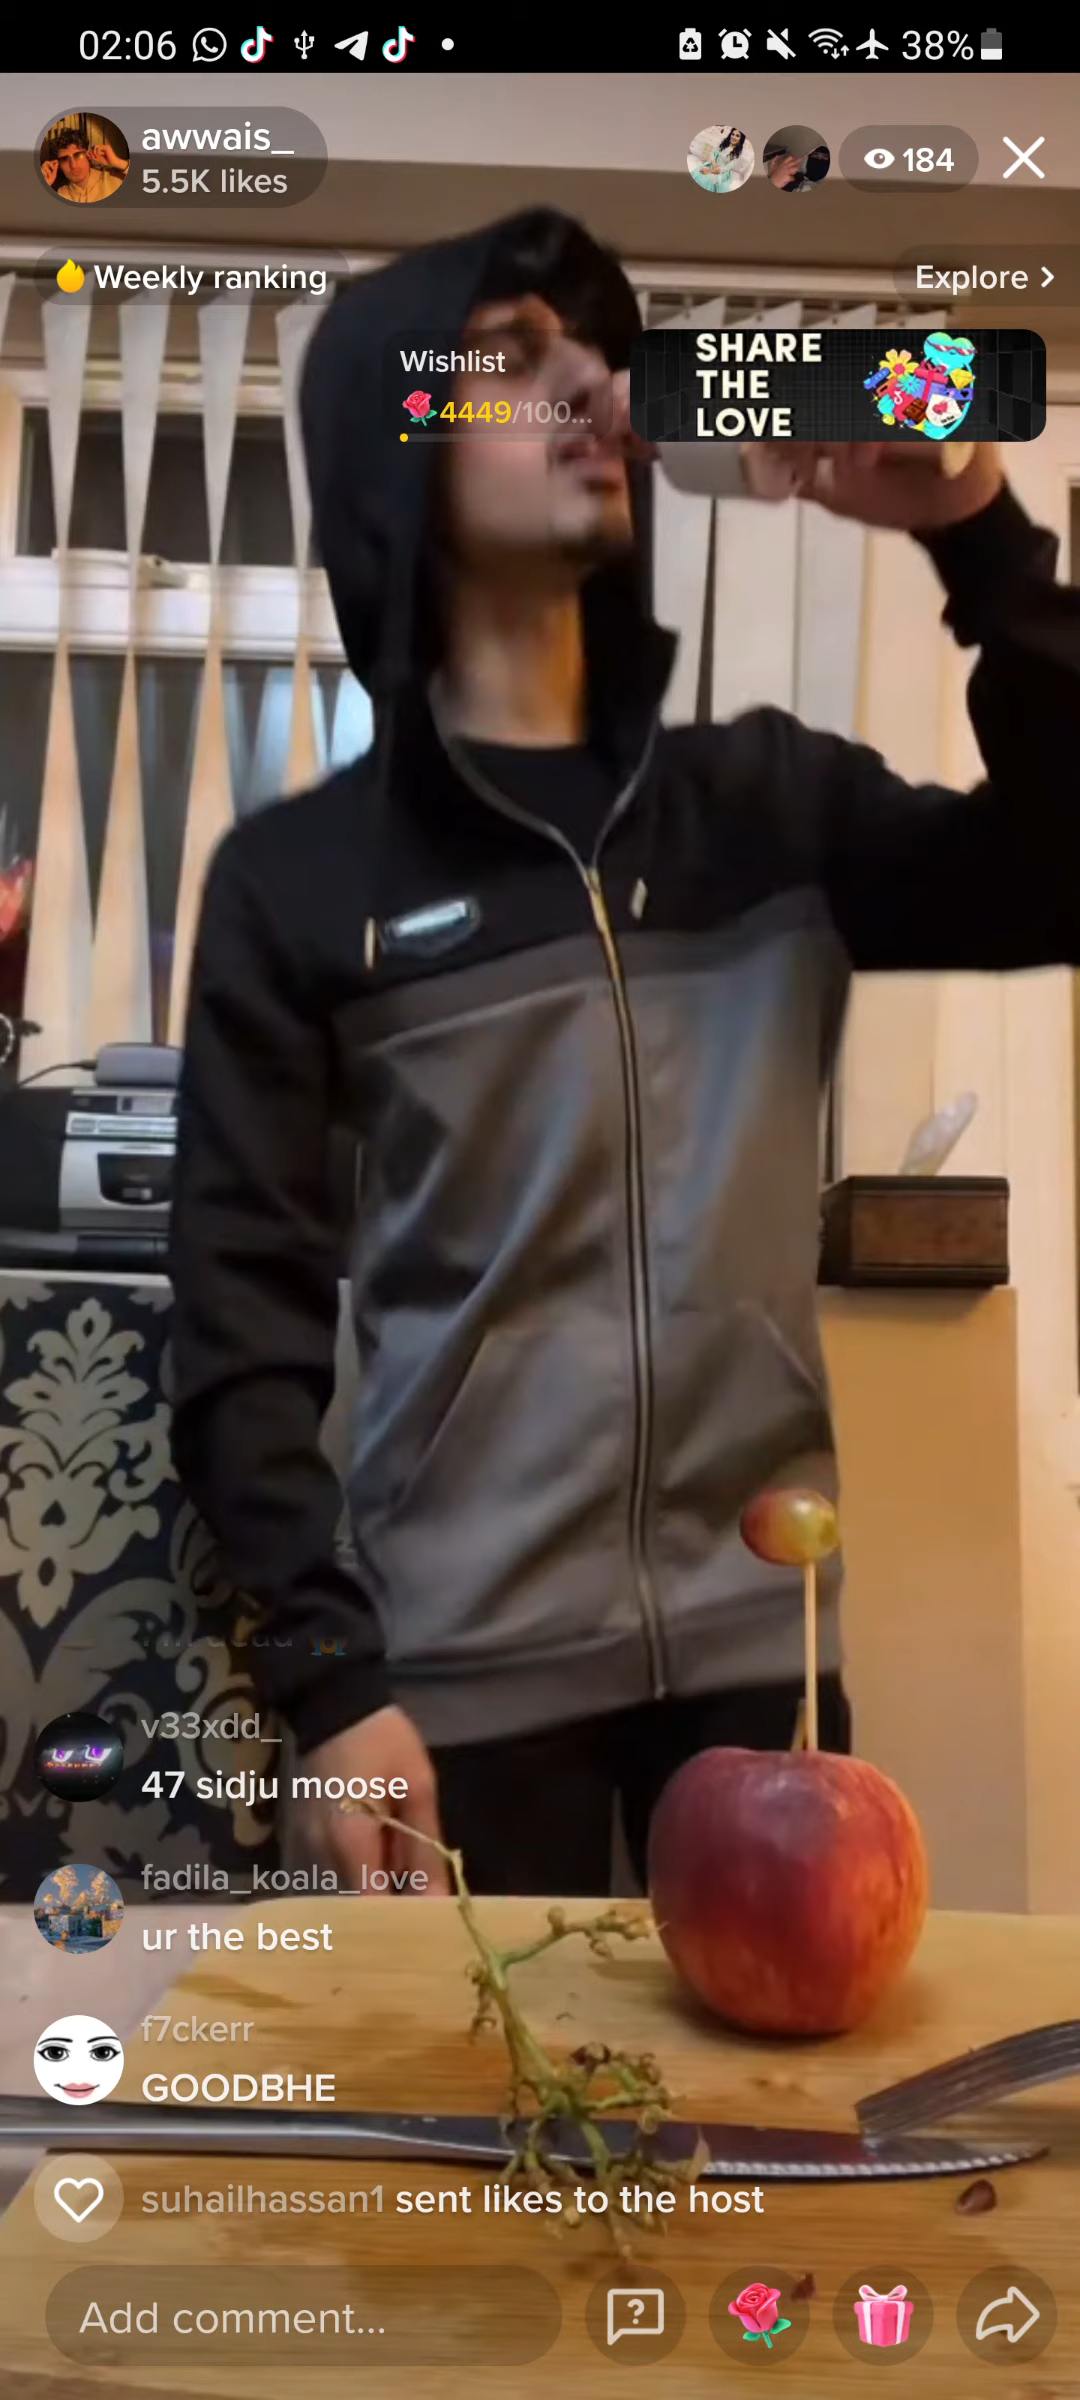 02:06
38%
awwais_
5.5K likes
184
Weekly ranking
Explore
Wishlist
4449/100...
SHARE
THE
LOVE
v33xdd_
47 sidju moose
fadila_koala_love
ur the best
f7ckerr
GOODBHE
suhailhassan1 sent likes to the host
Add comment...